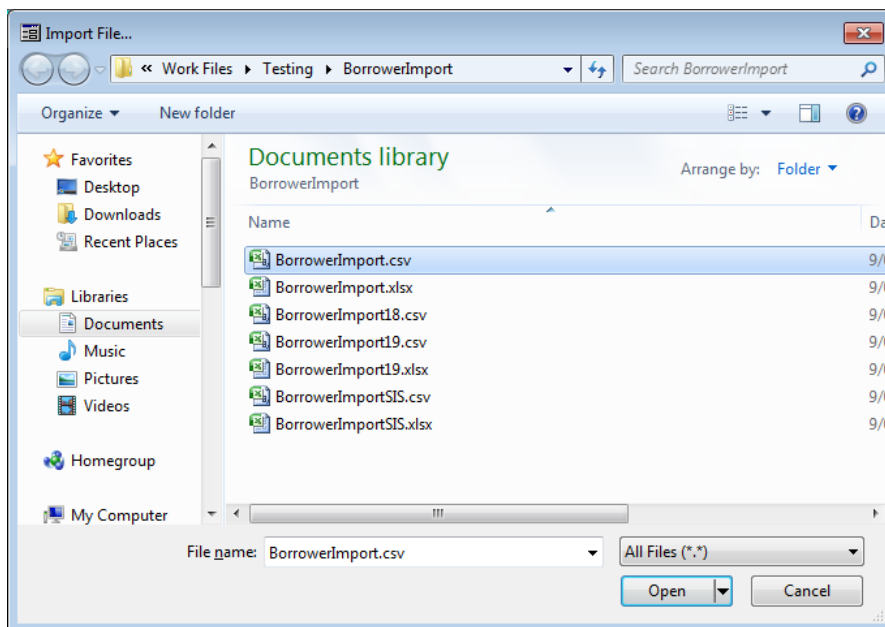 Import File...
« Work Files Testing BorrowerImport Search BorrowerImport
Organize New folder
Favorites
Desktop
Downloads
Recent Places
Libraries
Documents
Music
Pictures
Videos
Homegroup
My Computer
Documents library
BorrowerImport
Arrange by: Folder
Name
BorrowerImport.csv
BorrowerImport.xlsx
BorrowerImport18.csv
BorrowerImport19.csv
BorrowerImport19.xlsx
BorrowerImportSIS.csv
BorrowerImportSIS.xlsx
File name: BorrowerImport.csv All Files (*.*)
Open Cancel